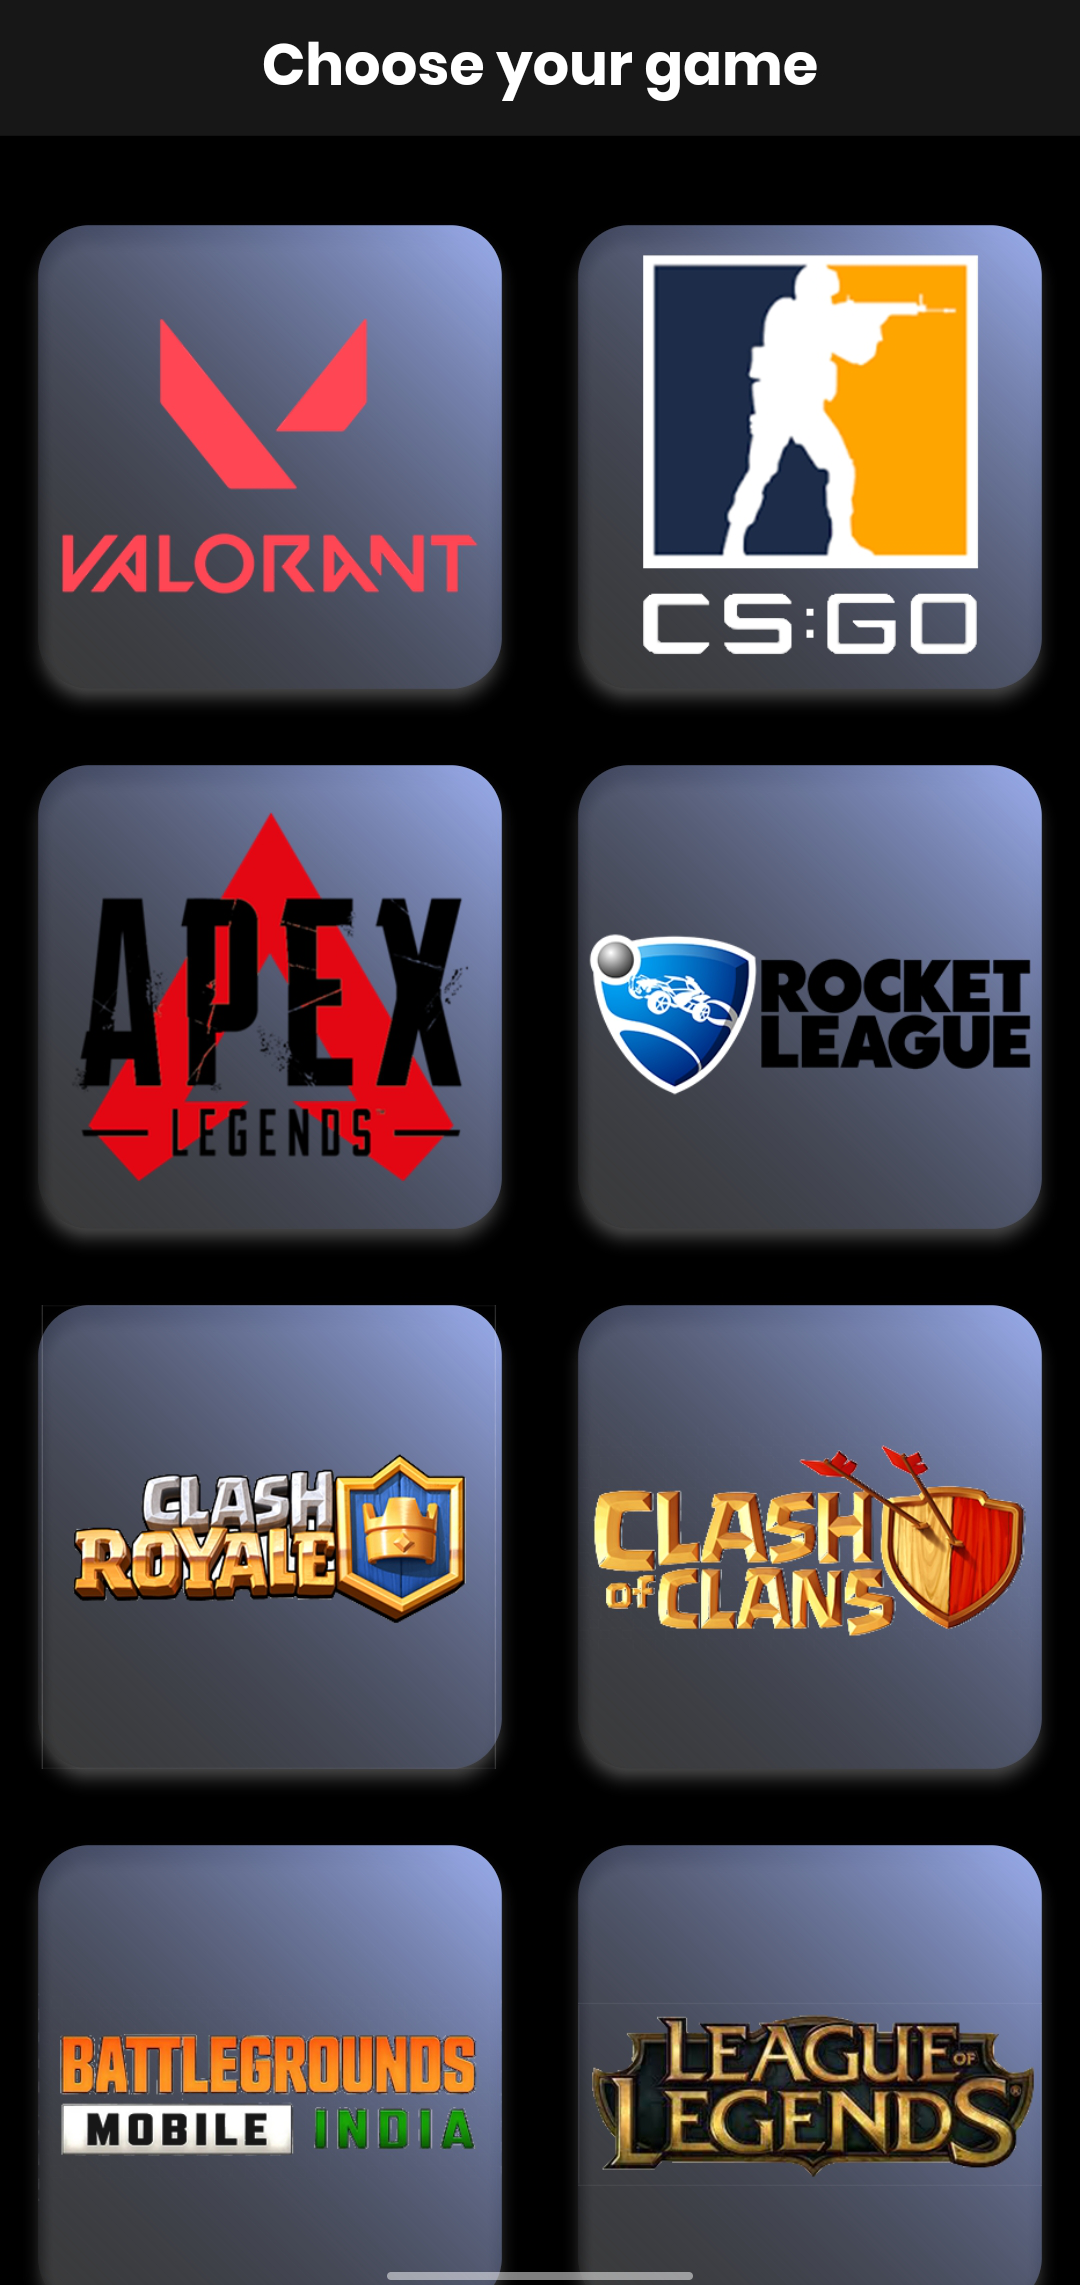 Choose your game
VALORANT
CS:GO
APEX
LEGENDS™
ROCKET
LEAGUE
CLASH
ROYALE
CLASH
OF CLANS
BATTLEGROUNDS
MOBILE INDIA
LEAGUE OF
LEGENDS®